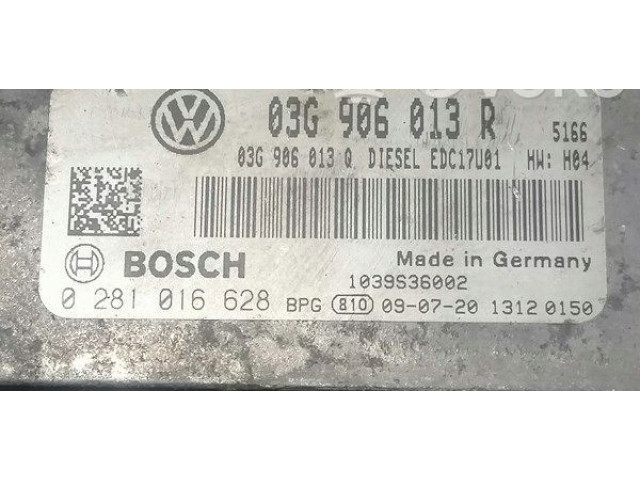 03G 906 013 R 5166
03G 906 013 Q DIESEL EDC17U01 HW: H04
BOSCH
Made in Germany
1039S36002
0 281 016 628 BPG 810 09-07-20 1312 0150